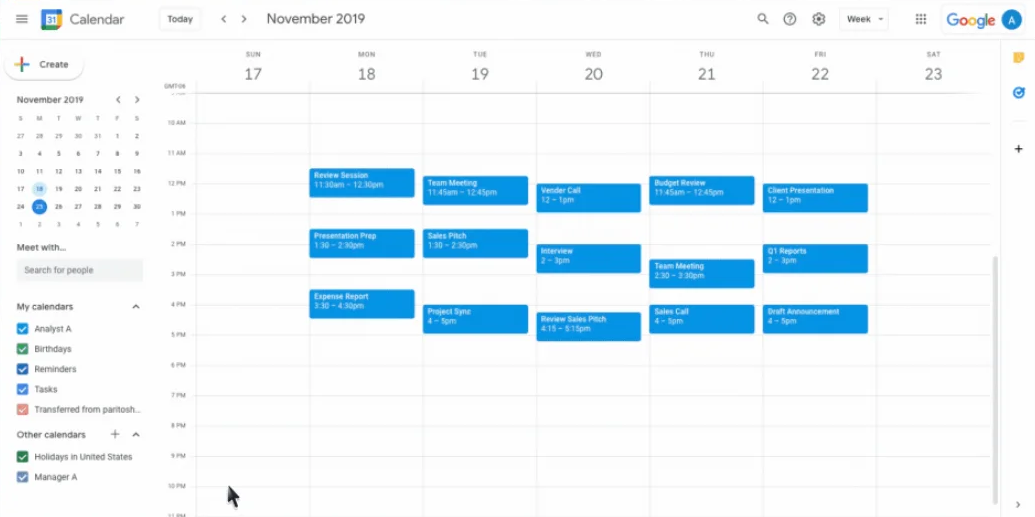 31 Calendar Today November 2019 Week Google A
Create
November 2019
S M T W T F S
27 28 29 30 31 1 2
3 4 5 6 7 8 9
10 11 12 13 14 15 16
17 18 19 20 21 22 23
24 25 26 27 28 29 30
1 2 3 4 5 6 7
Meet with...
Search for people
My calendars
Analyst A
Birthdays
Reminders
Tasks
Transferred from paritosh...
Other calendars
Holidays in United States
Manager A
SUN MON TUE WED THU FRI SAT
17 18 19 20 21 22 23
GMT-08
10 AM
11 AM
12 PM
1 PM
2 PM
3 PM
4 PM
5 PM
6 PM
7 PM
8 PM
9 PM
10 PM
Review Session
11:30am – 12:30pm
Presentation Prep
1:30 – 2:30pm
Expense Report
3:30 – 4:30pm
Team Meeting
11:45am – 12:45pm
Sales Pitch
1:30 – 2:30pm
Project Sync
4 – 5pm
Vender Call
12 – 1pm
Interview
2 – 3pm
Review Sales Pitch
4:15 – 5:15pm
Budget Review
11:45am – 12:45pm
Team Meeting
2:30 – 3:30pm
Sales Call
4 – 5pm
Client Presentation
12 – 1pm
Q1 Reports
2 – 3pm
Draft Announcement
4 – 5pm